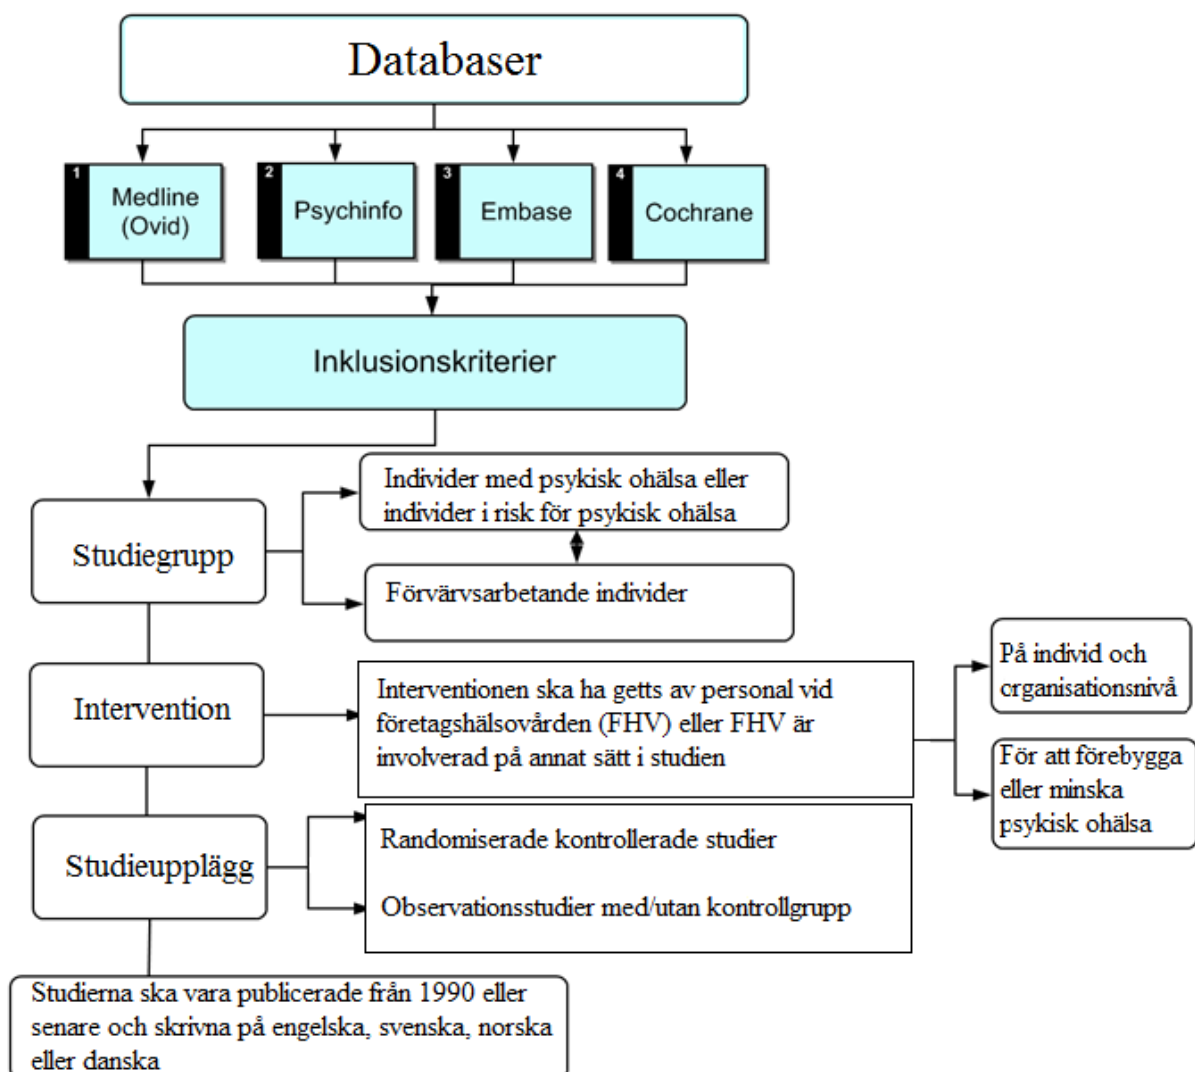 Databaser
1
Medline
(Ovid)
2
Psychinfo
3
Embase
4
Cochrane
Inklusionskriterier
Studiegrupp
Individer med psykisk ohälsa eller
individer i risk för psykisk ohälsa
Förvärvsarbetande individer
Intervention
Interventionen ska ha getts av personal vid
företagshälsovården (FHV) eller FHV är
involverad på annat sätt i studien
På individ och
organisationsnivå
För att förebygga
eller minska
psykisk ohälsa
Studieupplägg
Randomiserade kontrollerade studier
Observationsstudier med/utan kontrollgrupp
Studierna ska vara publicerade från 1990 eller
senare och skrivna på engelska, svenska, norska
eller danska